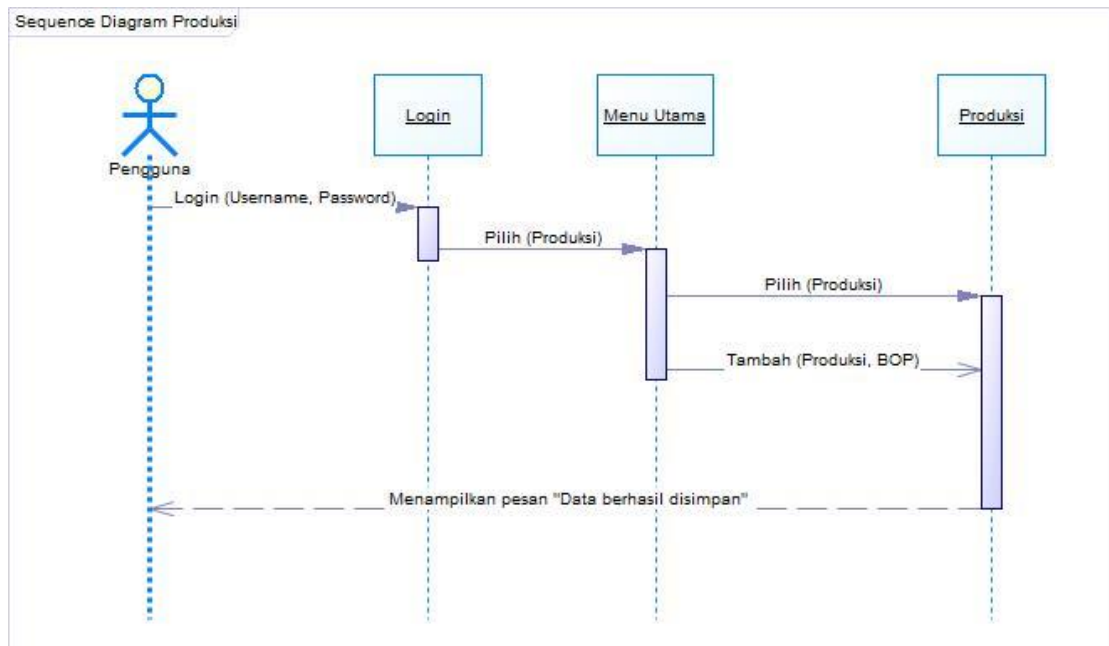 Sequence Diagram Produksi
Login
Menu Utama
Produksi
Pengguna
Login (Username, Password)
Pilih (Produksi)
Pilih (Produksi)
Tambah (Produksi, BOP)
Menampilkan pesan "Data berhasil disimpan"